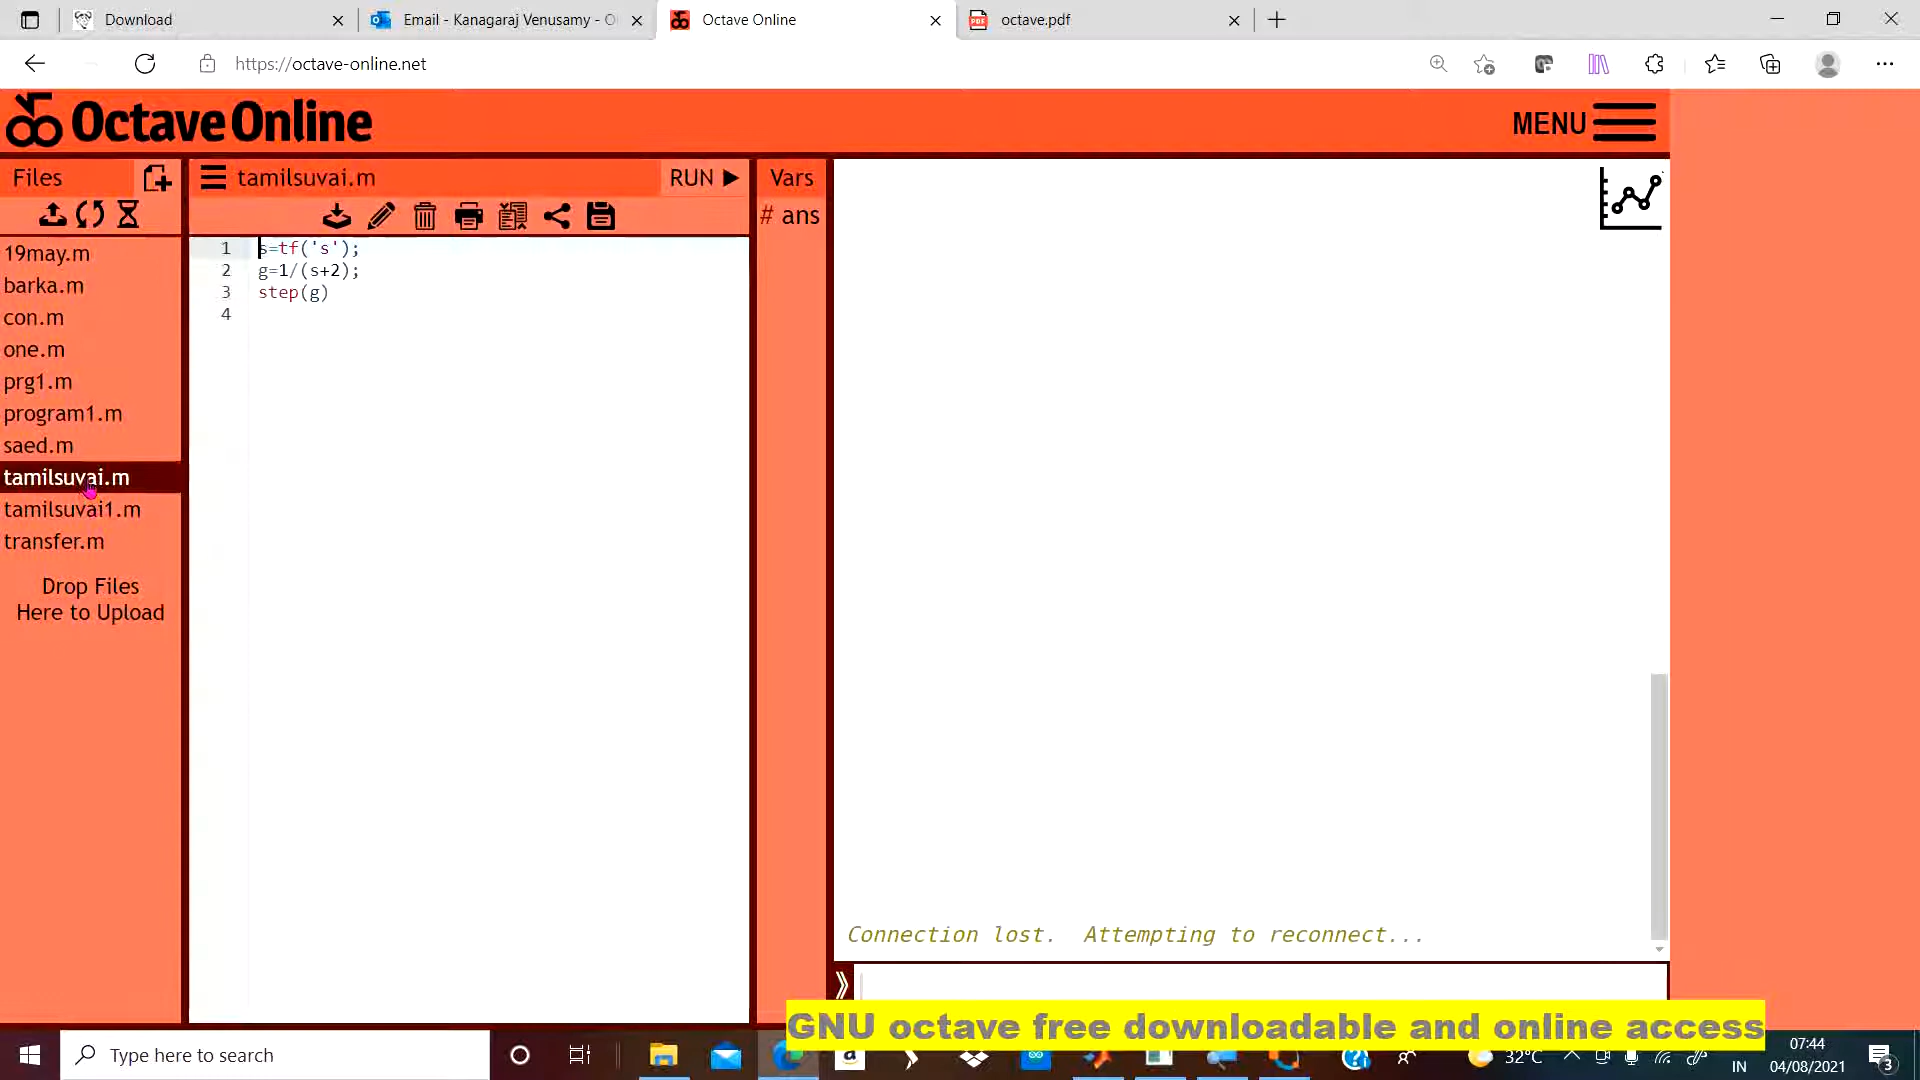 Download
Email - Kanagaraj Venusamy - O
Octave Online
octave.pdf
https://octave-online.net
Octave Online
MENU
Files
tamilsuvai.m
RUN
Vars
# ans
19may.m
barka.m
con.m
one.m
prg1.m
program1.m
saed.m
tamilsuvai.m
tamilsuvai1.m
transfer.m
Drop Files
Here to Upload
1 s=tf('s');
2 g=1/(s+2);
3 step(g)
4
Connection lost. Attempting to reconnect...
GNU octave free downloadable and online access
Type here to search
32°C
IN
07:44
04/08/2021
3